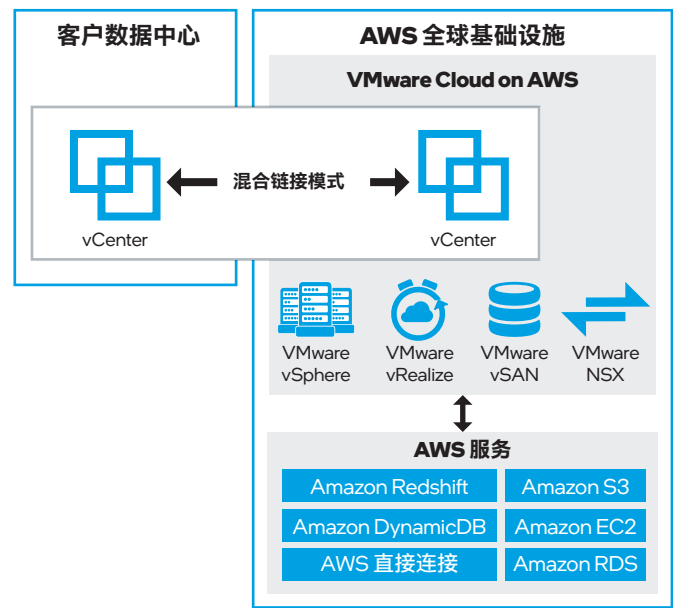 客户数据中心
AWS 全球基础设施
VMware Cloud on AWS
混合链接模式
vCenter
vCenter
VMware
vSphere
VMware
vRealize
VMware
vSAN
VMware
NSX
AWS 服务
Amazon Redshift
Amazon S3
Amazon DynamicDB
Amazon EC2
AWS 直接连接
Amazon RDS